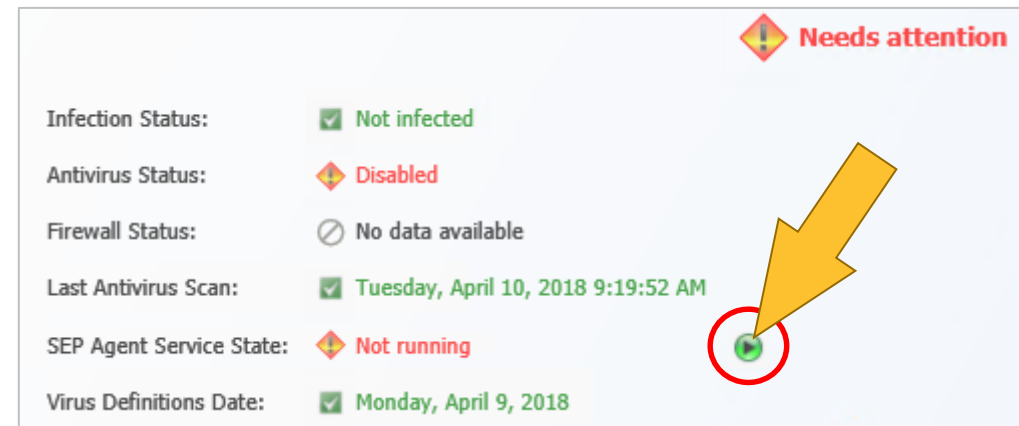 Needs attention
Infection Status: Not infected
Antivirus Status: Disabled
Firewall Status: No data available
Last Antivirus Scan: Tuesday, April 10, 2018 9:19:52 AM
SEP Agent Service State: Not running
Virus Definitions Date: Monday, April 9, 2018